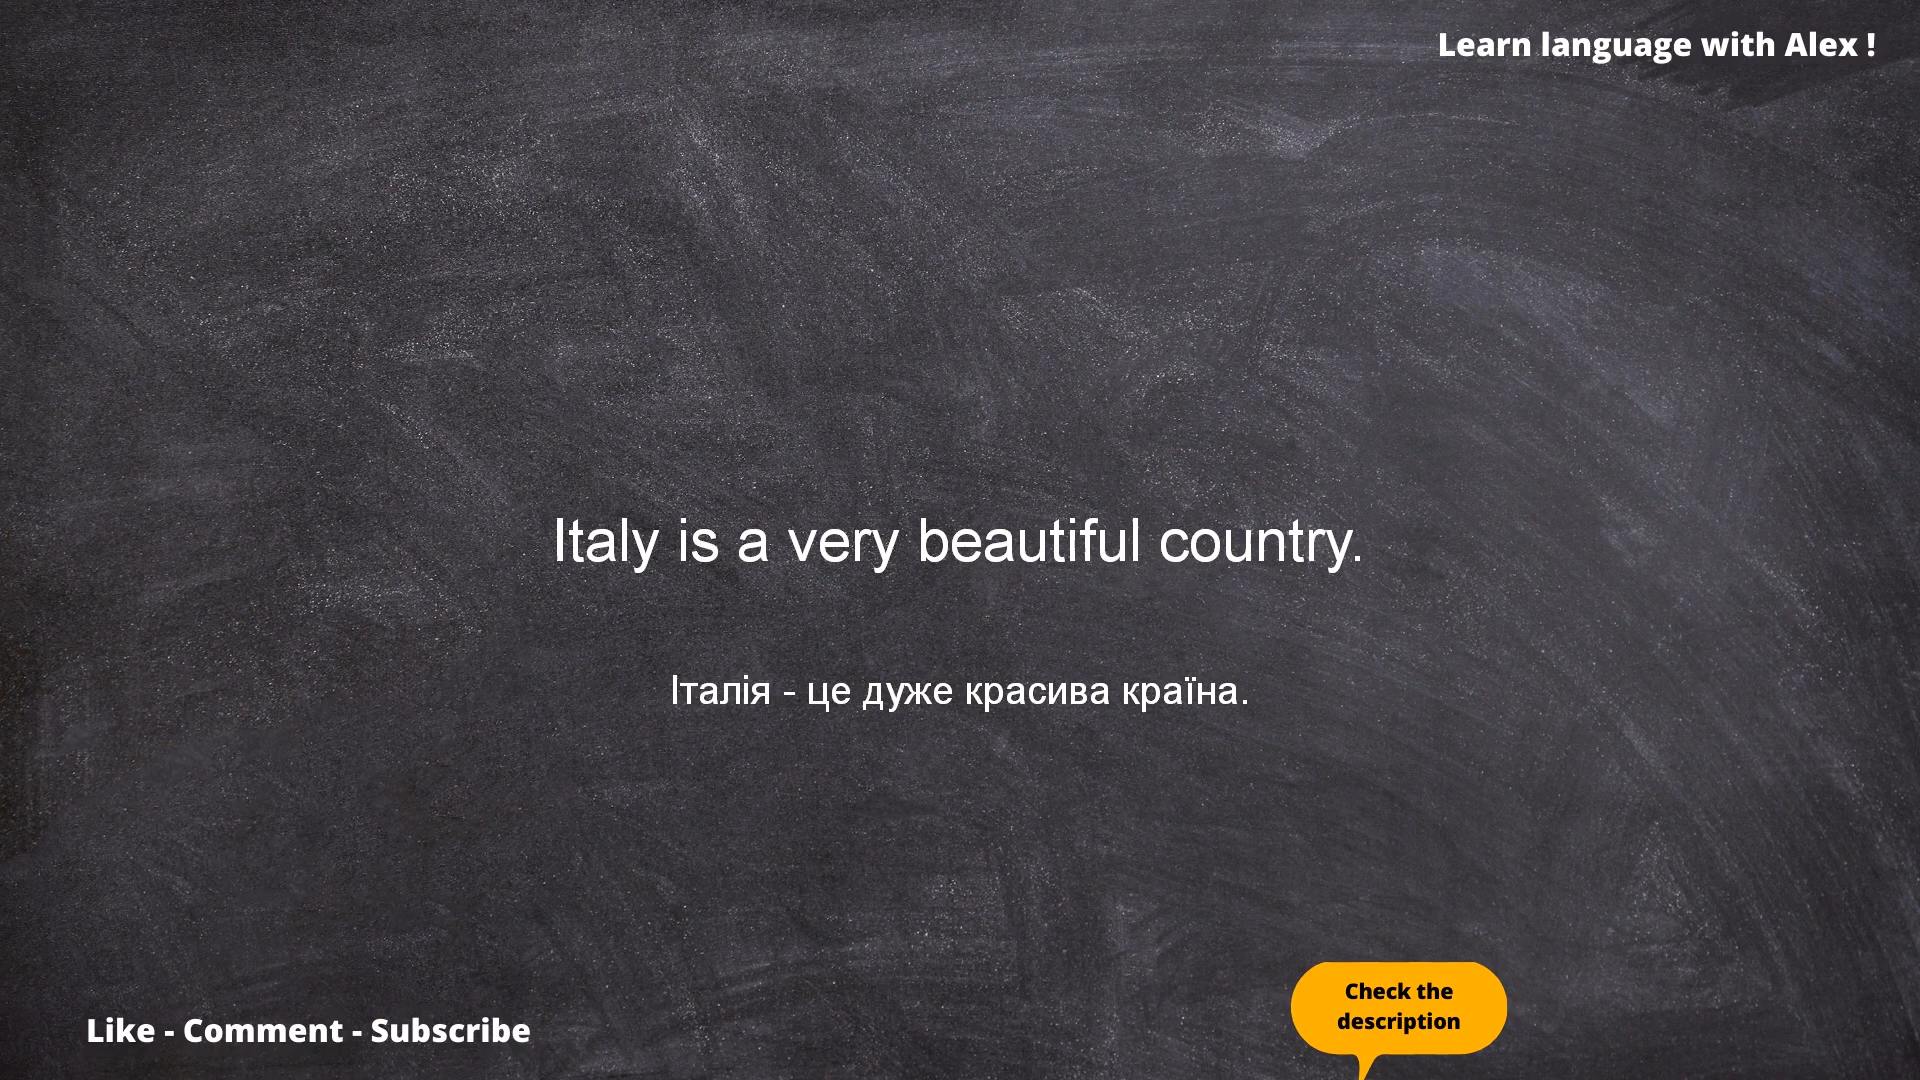 Learn language with Alex !
Italy is a very beautiful country.
Італія - це дуже красива країна.
Check the
description
Like - Comment - Subscribe